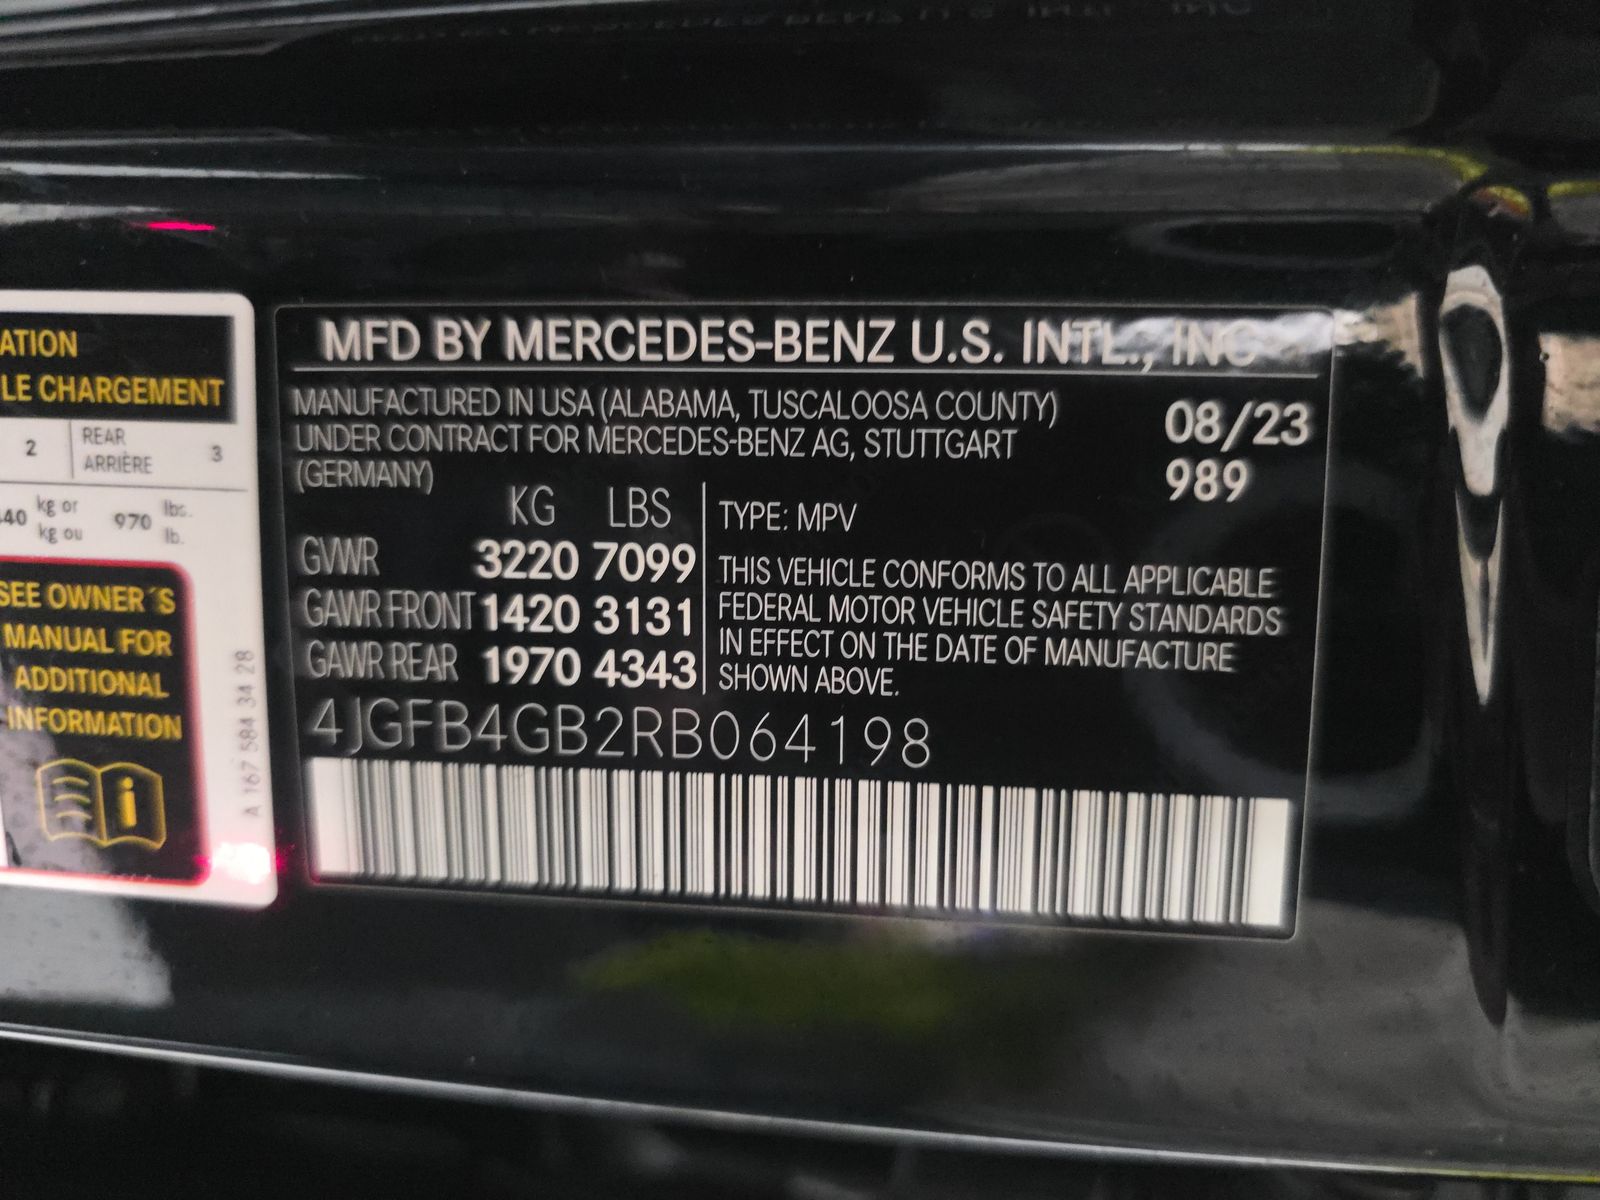 ATION
LE CHARGEMENT
2 REAR ARRIÈRE 3
40 kg or kg ou 970 lbs. lb.
SEE OWNER´S
MANUAL FOR
ADDITIONAL
INFORMATION
A 167 584 34 28
MFD BY MERCEDES-BENZ U.S. INTL., INC
MANUFACTURED IN USA (ALABAMA, TUSCALOOSA COUNTY)
UNDER CONTRACT FOR MERCEDES-BENZ AG, STUTTGART
(GERMANY)
08/23
989
KG LBS
GVWR 3220 7099
GAWR FRONT 1420 3131
GAWR REAR 1970 4343
TYPE: MPV
THIS VEHICLE CONFORMS TO ALL APPLICABLE
FEDERAL MOTOR VEHICLE SAFETY STANDARDS
IN EFFECT ON THE DATE OF MANUFACTURE
SHOWN ABOVE.
4JGFB4GB2RB064198